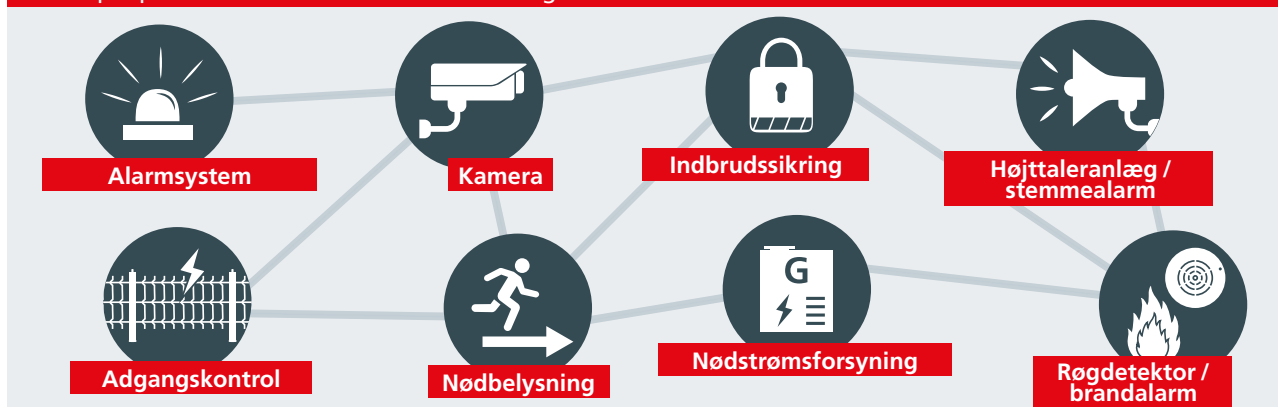 Alarmsystem
Kamera
Indbrudssikring
Højttaleranlæg /
stemmealarm
Adgangskontrol
Nødbelysning
G
Nødstrømsforsyning
Røgdetektor /
brandalarm